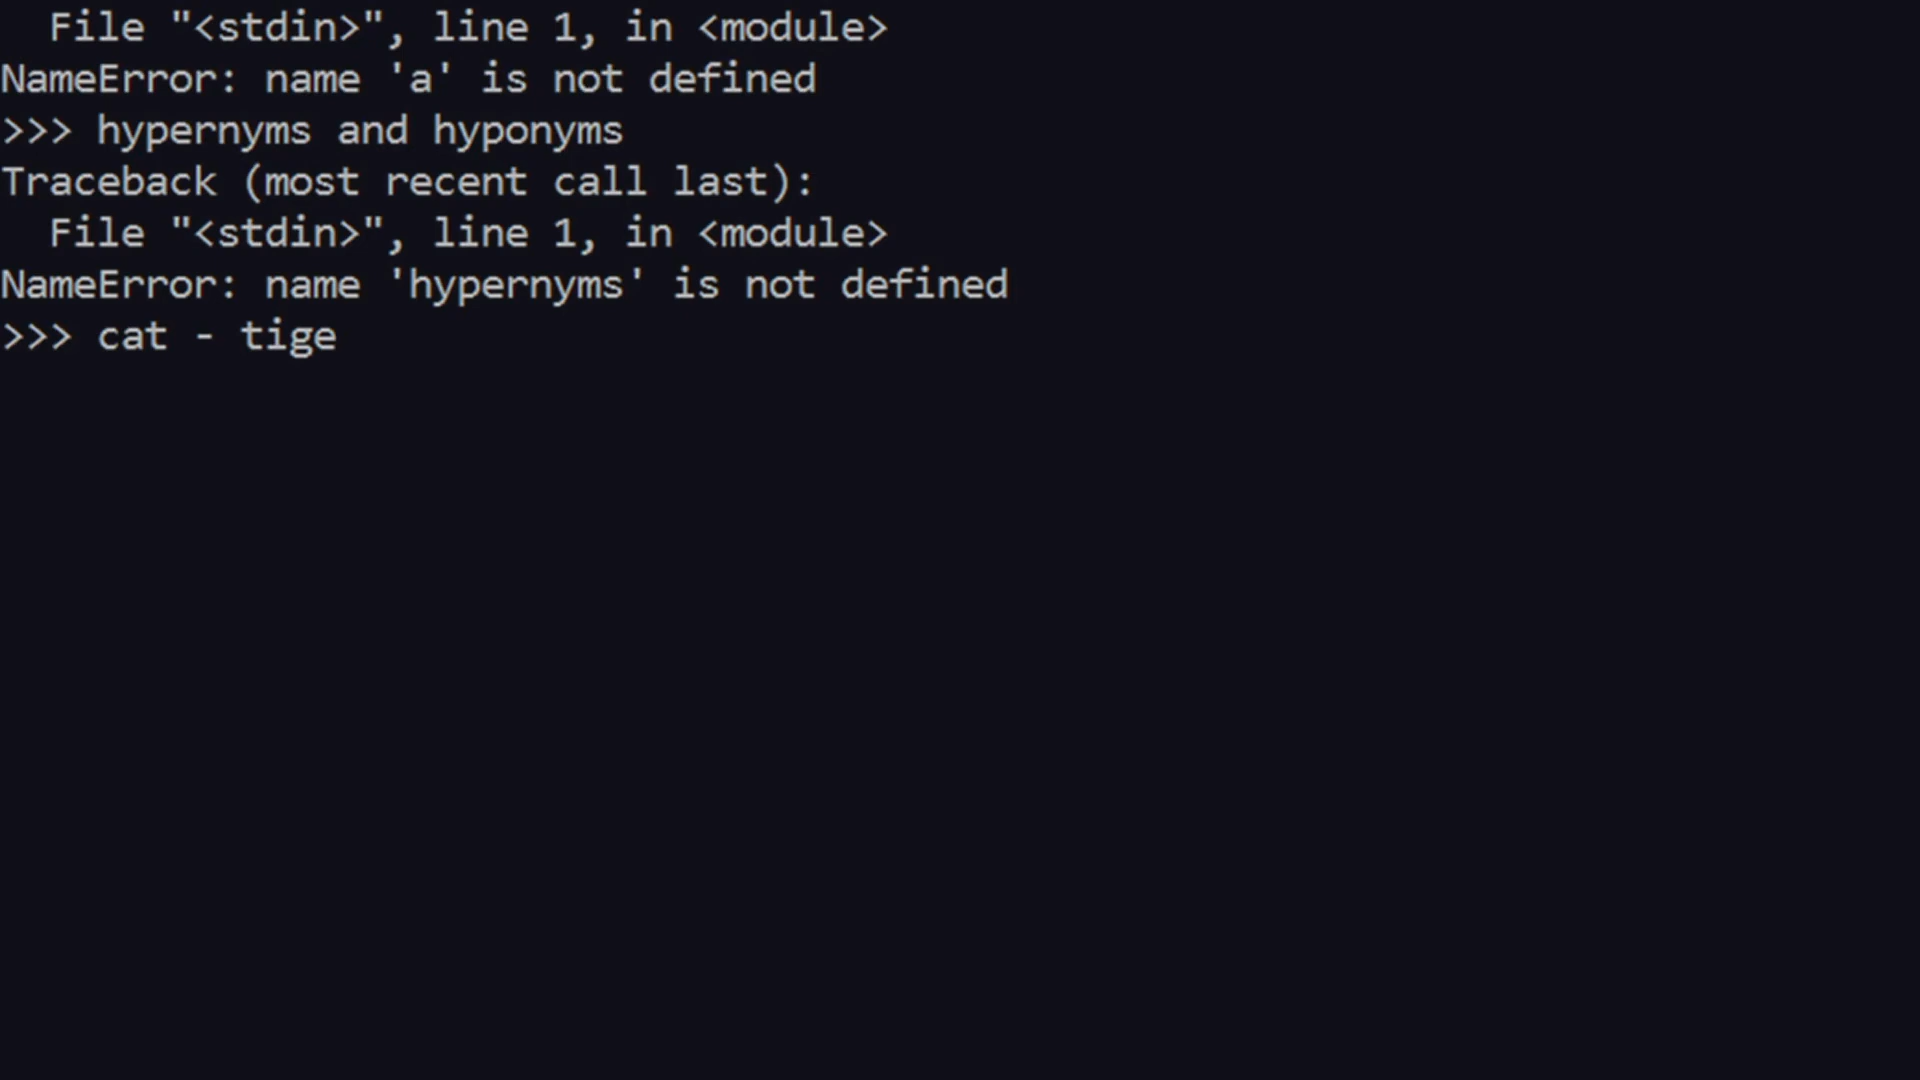 File "<stdin>", line 1, in <module>
NameError: name 'a' is not defined
>>> hypernyms and hyponyms
Traceback (most recent call last):
  File "<stdin>", line 1, in <module>
NameError: name 'hypernyms' is not defined
>>> cat - tige